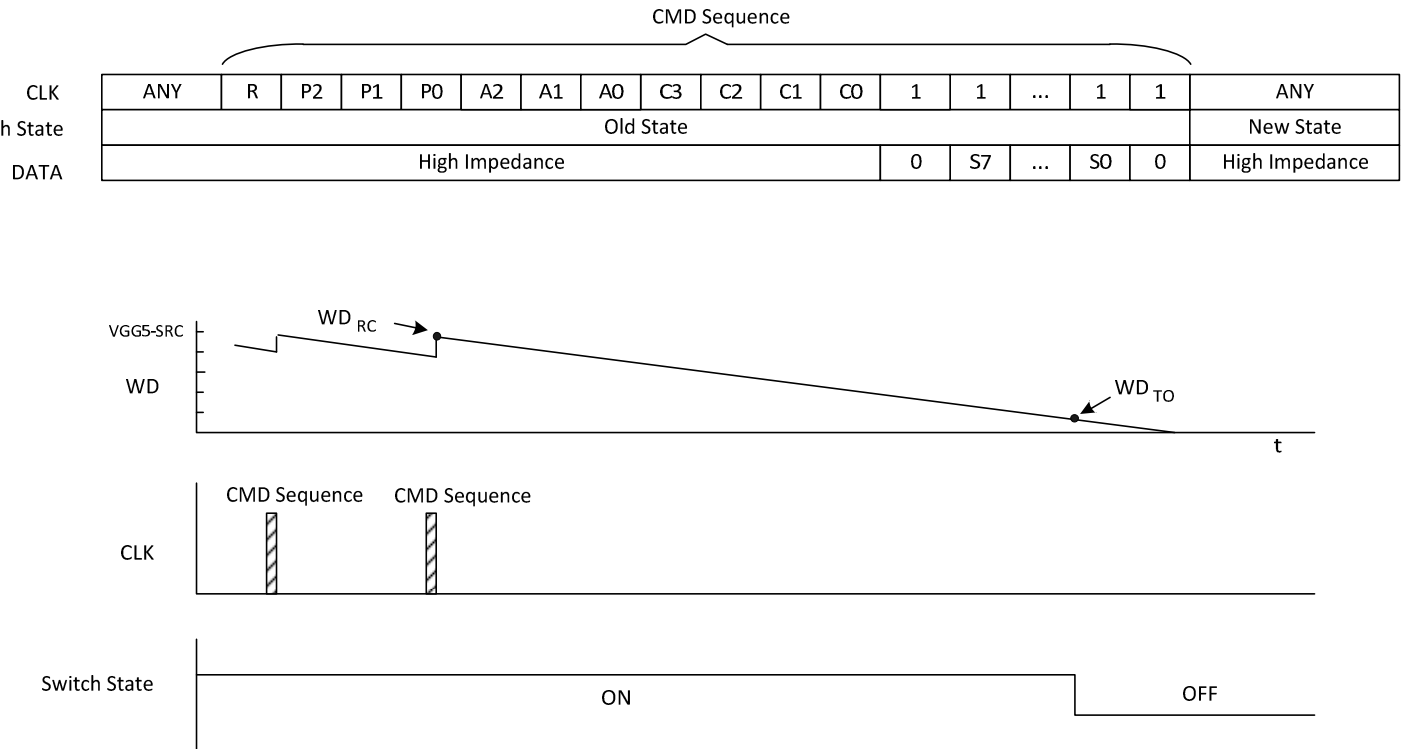 CMD Sequence
CLK ANY R P2 P1 P0 A2 A1 A0 C3 C2 C1 C0 1 1 ... 1 1 ANY
h State Old State New State
DATA High Impedance 0 S7 ... S0 0 High Impedance
VGG5-SRC
WD RC
WD
WD TO
t
CMD Sequence CMD Sequence
CLK
Switch State
ON
OFF